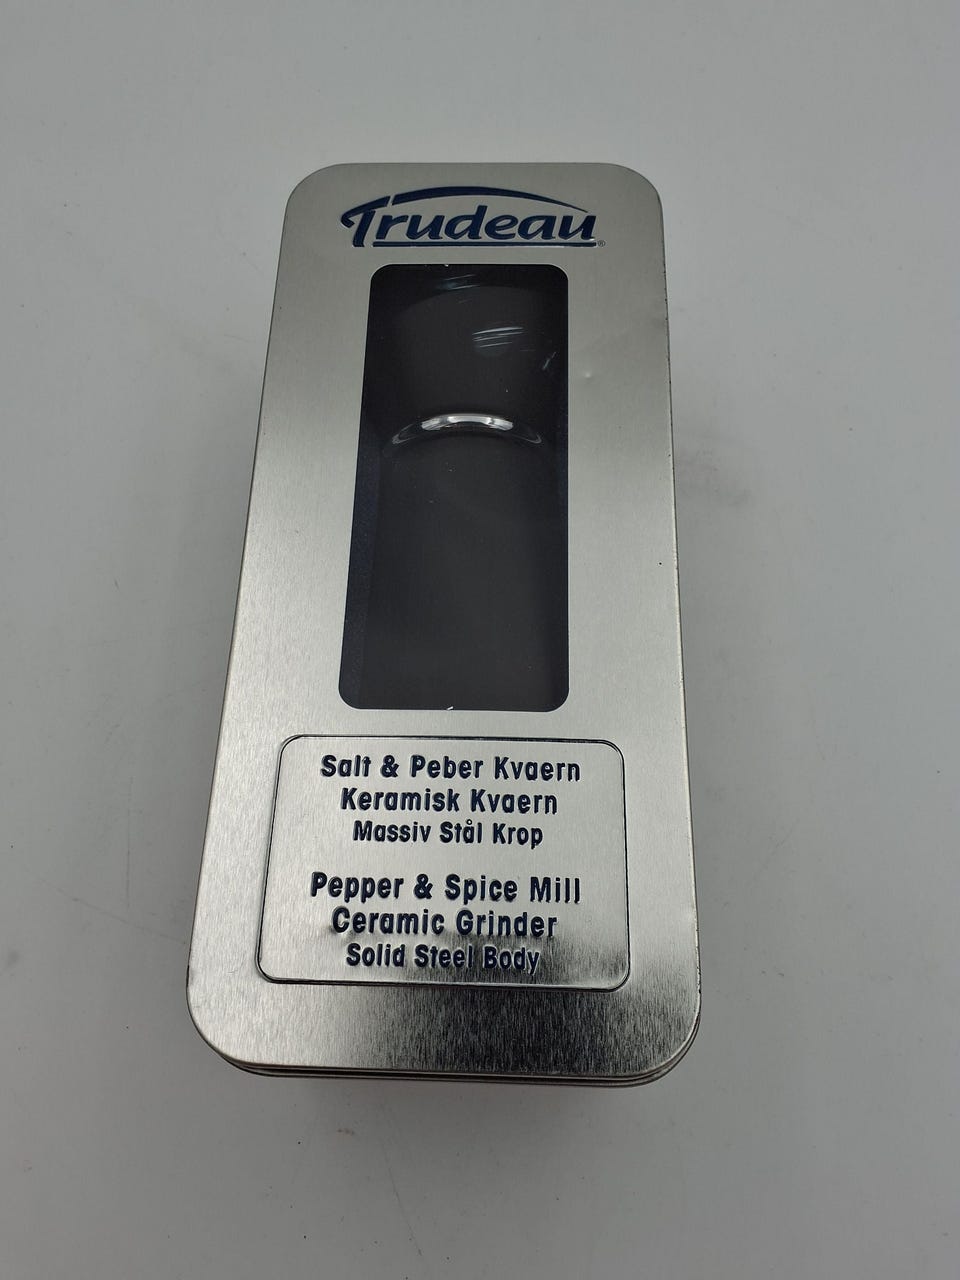 Trudeau®
Salt & Peber Kvaern
Keramisk Kvaern
Massiv Stål Krop
Pepper & Spice Mill
Ceramic Grinder
Solid Steel Body